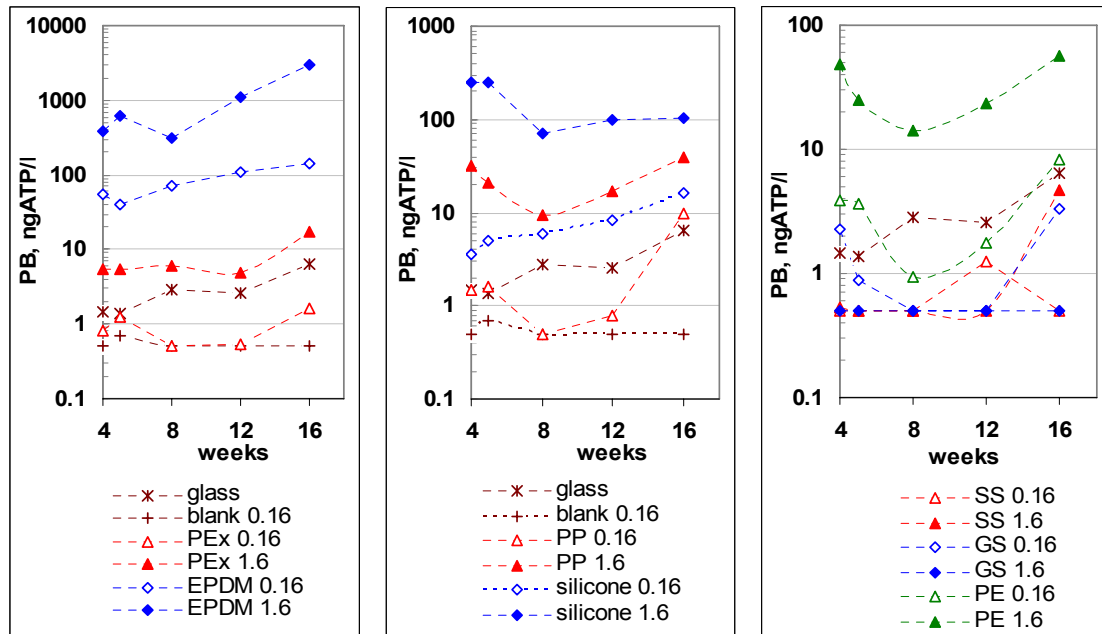 PB, ngATP/l
10000
1000
100
10
1
0.1
4 8 12 16
weeks
glass
blank 0.16
PEx 0.16
PEx 1.6
EPDM 0.16
EPDM 1.6
PB, ngATP/l
1000
100
10
1
0.1
4 8 12 16
weeks
glass
blank 0.16
PP 0.16
PP 1.6
silicone 0.16
silicone 1.6
PB, ngATP/l
100
10
1
0.1
4 8 12 16
weeks
SS 0.16
SS 1.6
GS 0.16
GS 1.6
PE 0.16
PE 1.6